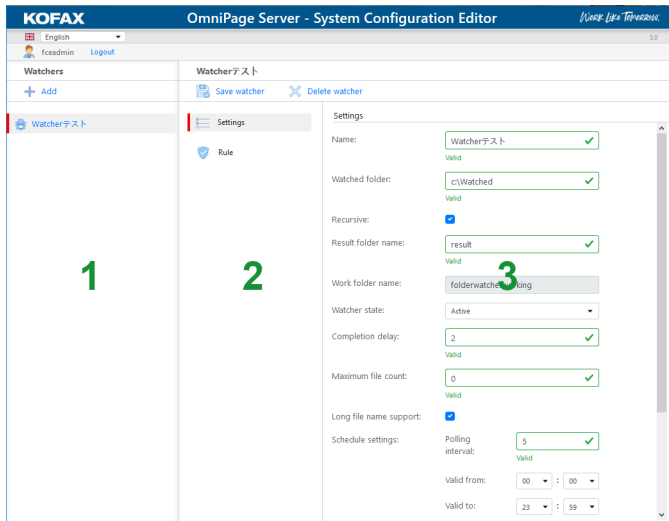 KOFAX
OmniPage Server - System Configuration Editor
Work Like Tomorrow.
English
3.0
fceadmin Logout
Watchers
Watcherテスト
Add
Save watcher
Delete watcher
Watcherテスト
Settings
Rule
Settings
Name:
Watcherテスト
Valid
Watched folder:
c:\Watched
Valid
Recursive:
Result folder name:
result
Valid
1
2
3
Work folder name:
Watcher state:
Active
Completion delay:
2
Valid
Maximum file count:
0
Valid
Long file name support:
Schedule settings:
Polling
interval:
5
Valid
Valid from:
00 : 00
Valid to:
23 : 59